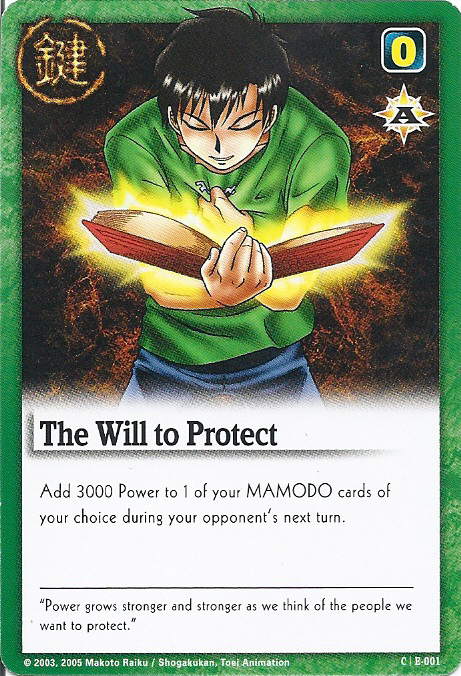 鍵
0
A
The Will to Protect
Add 3000 Power to 1 of your MAMODO cards of
your choice during your opponent's next turn.
"Power grows stronger and stronger as we think of the people we
want to protect."
© 2003, 2005 Makoto Raiku / Shogakukan, Toei Animation
C | E-001